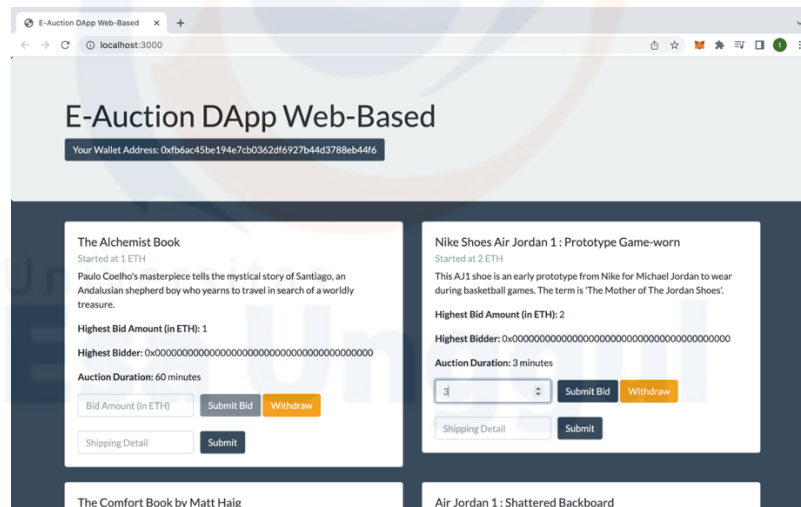 E-Auction DApp Web-Based
localhost:3000
E-Auction DApp Web-Based
Your Wallet Address: 0xfb6ac45be194e7cb0362df6927b44d3788eb44f6
The Alchemist Book
Started at 1 ETH
Paulo Coelho's masterpiece tells the mystical story of Santiago, an
Andalusian shepherd boy who yearns to travel in search of a worldly
treasure.
Highest Bid Amount (in ETH): 1
Highest Bidder: 0x0000000000000000000000000000000000000000
Auction Duration: 60 minutes
Bid Amount (in ETH) Submit Bid Withdraw
Shipping Detail Submit
Nike Shoes Air Jordan 1 : Prototype Game-worn
Started at 2 ETH
This AJ1 shoe is an early prototype from Nike for Michael Jordan to wear
during basketball games. The term is 'The Mother of The Jordan Shoes'.
Highest Bid Amount (in ETH): 2
Highest Bidder: 0x0000000000000000000000000000000000000000
Auction Duration: 3 minutes
3 Submit Bid Withdraw
Shipping Detail Submit
The Comfort Book by Matt Haig
Air Jordan 1 : Shattered Backboard
Esa Unggul